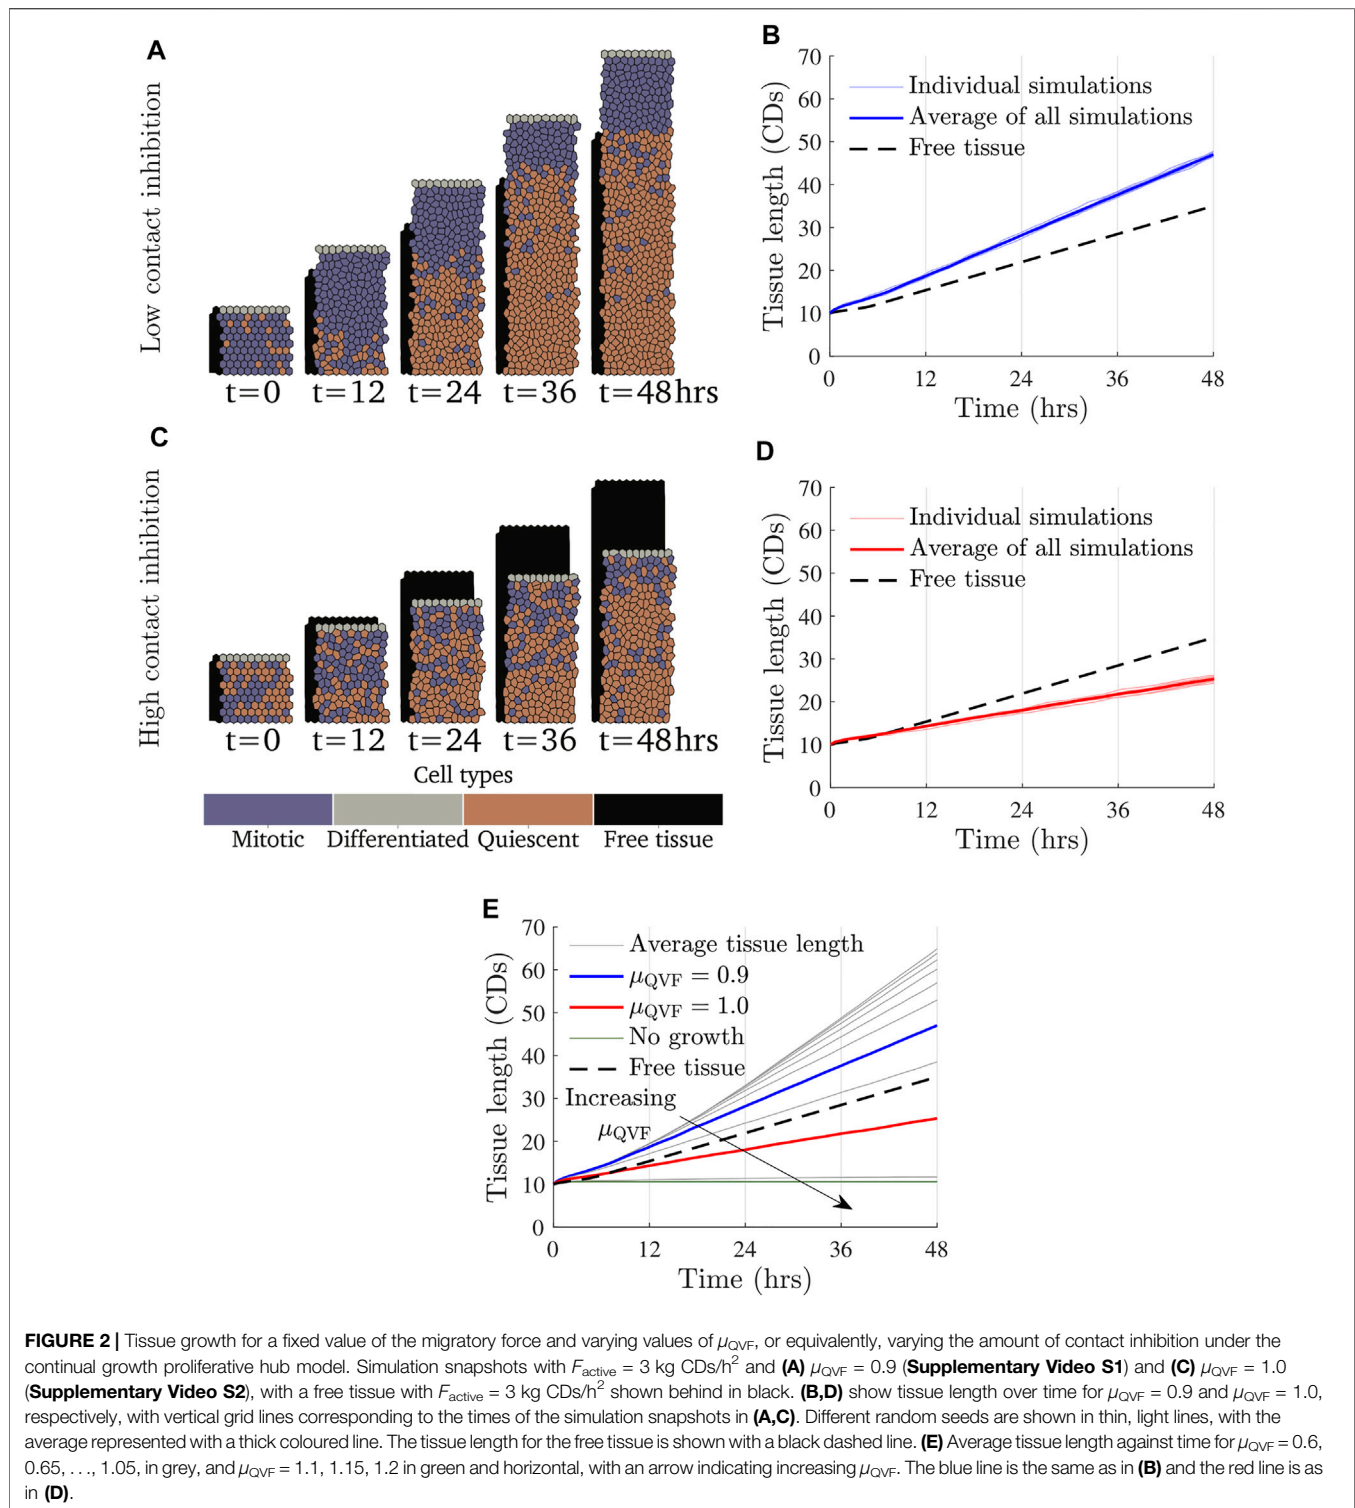 A
Low contact inhibition
t=0
t=12
t=24
t=36
t=48hrs
B
Tissue length (CDs)
70
60
50
40
30
20
10
0
Individual simulations
Average of all simulations
Free tissue
0
12
24
36
48
Time (hrs)
C
High contact inhibition
t=0
t=12
t=24
t=36
t=48hrs
Cell types
Mitotic
Differentiated
Quiescent
Free tissue
D
Tissue length (CDs)
70
60
50
40
30
20
10
0
Individual simulations
Average of all simulations
Free tissue
0
12
24
36
48
Time (hrs)
E
Tissue length (CDs)
70
60
50
40
30
20
10
0
Average tissue length
μQVF = 0.9
μQVF = 1.0
No growth
Free tissue
Increasing
μQVF
0
12
24
36
48
Time (hrs)
FIGURE 2 | Tissue growth for a fixed value of the migratory force and varying values of μQVF, or equivalently, varying the amount of contact inhibition under the
continual growth proliferative hub model. Simulation snapshots with Factive = 3 kg CDs/h² and (A) μQVF = 0.9 (Supplementary Video S1) and (C) μQVF = 1.0
(Supplementary Video S2), with a free tissue with Factive = 3 kg CDs/h² shown behind in black. (B,D) show tissue length over time for μQVF = 0.9 and μQVF = 1.0,
respectively, with vertical grid lines corresponding to the times of the simulation snapshots in (A,C). Different random seeds are shown in thin, light lines, with the
average represented with a thick coloured line. The tissue length for the free tissue is shown with a black dashed line. (E) Average tissue length against time for μQVF = 0.6,
0.65, . . ., 1.05, in grey, and μQVF = 1.1, 1.15, 1.2 in green and horizontal, with an arrow indicating increasing μQVF. The blue line is the same as in (B) and the red line is as
in (D).